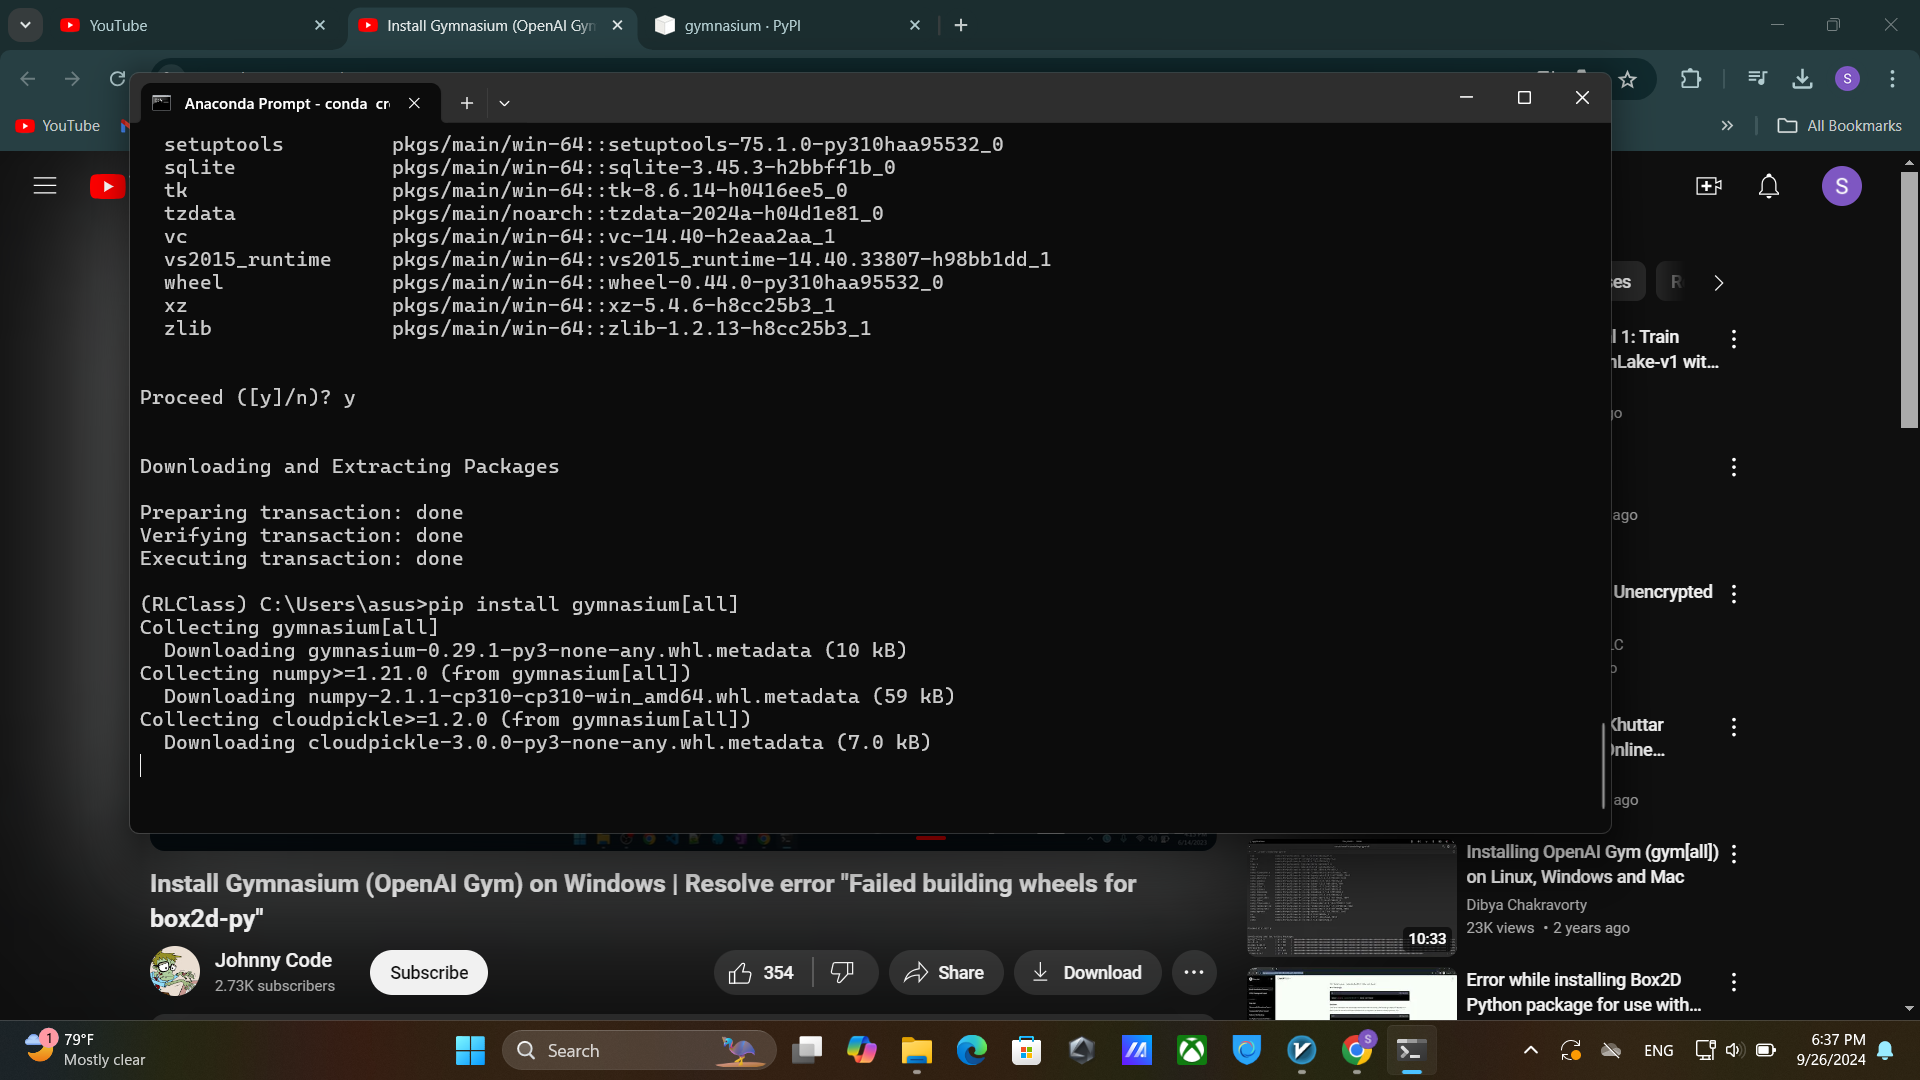 YouTube
Install Gymnasium (OpenAI Gyn
gymnasium · PyPI
S
YouTube
All Bookmarks
Anaconda Prompt - conda cr
setuptools pkgs/main/win-64::setuptools-75.1.0-py310haa95532_0
sqlite pkgs/main/win-64::sqlite-3.45.3-h2bbff1b_0
tk pkgs/main/win-64::tk-8.6.14-h0416ee5_0
tzdata pkgs/main/noarch::tzdata-2024a-h04d1e81_0
vc pkgs/main/win-64::vc-14.40-h2eaa2aa_1
vs2015_runtime pkgs/main/win-64::vs2015_runtime-14.40.33807-h98bb1dd_1
wheel pkgs/main/win-64::wheel-0.44.0-py310haa95532_0
xz pkgs/main/win-64::xz-5.4.6-h8cc25b3_1
zlib pkgs/main/win-64::zlib-1.2.13-h8cc25b3_1
Proceed ([y]/n)? y
Downloading and Extracting Packages
Preparing transaction: done
Verifying transaction: done
Executing transaction: done
(RLClass) C:\Users\asus>pip install gymnasium[all]
Collecting gymnasium[all]
Downloading gymnasium-0.29.1-py3-none-any.whl.metadata (10 kB)
Collecting numpy>=1.21.0 (from gymnasium[all])
Downloading numpy-2.1.1-cp310-cp310-win_amd64.whl.metadata (59 kB)
Collecting cloudpickle>=1.2.0 (from gymnasium[all])
Downloading cloudpickle-3.0.0-py3-none-any.whl.metadata (7.0 kB)
S
l 1: Train
nLake-v1 wit...
go
ago
Unencrypted
LC
o
Khuttar
Online...
ago
Install Gymnasium (OpenAI Gym) on Windows | Resolve error "Failed building wheels for
box2d-py"
Johnny Code
2.73K subscribers
Subscribe
354
Share
Download
10:33
Installing OpenAI Gym (gym[all])
on Linux, Windows and Mac
Dibya Chakravorty
23K views • 2 years ago
Error while installing Box2D
Python package for use with...
1
79°F
Mostly clear
Search
S
ENG
6:37 PM
9/26/2024